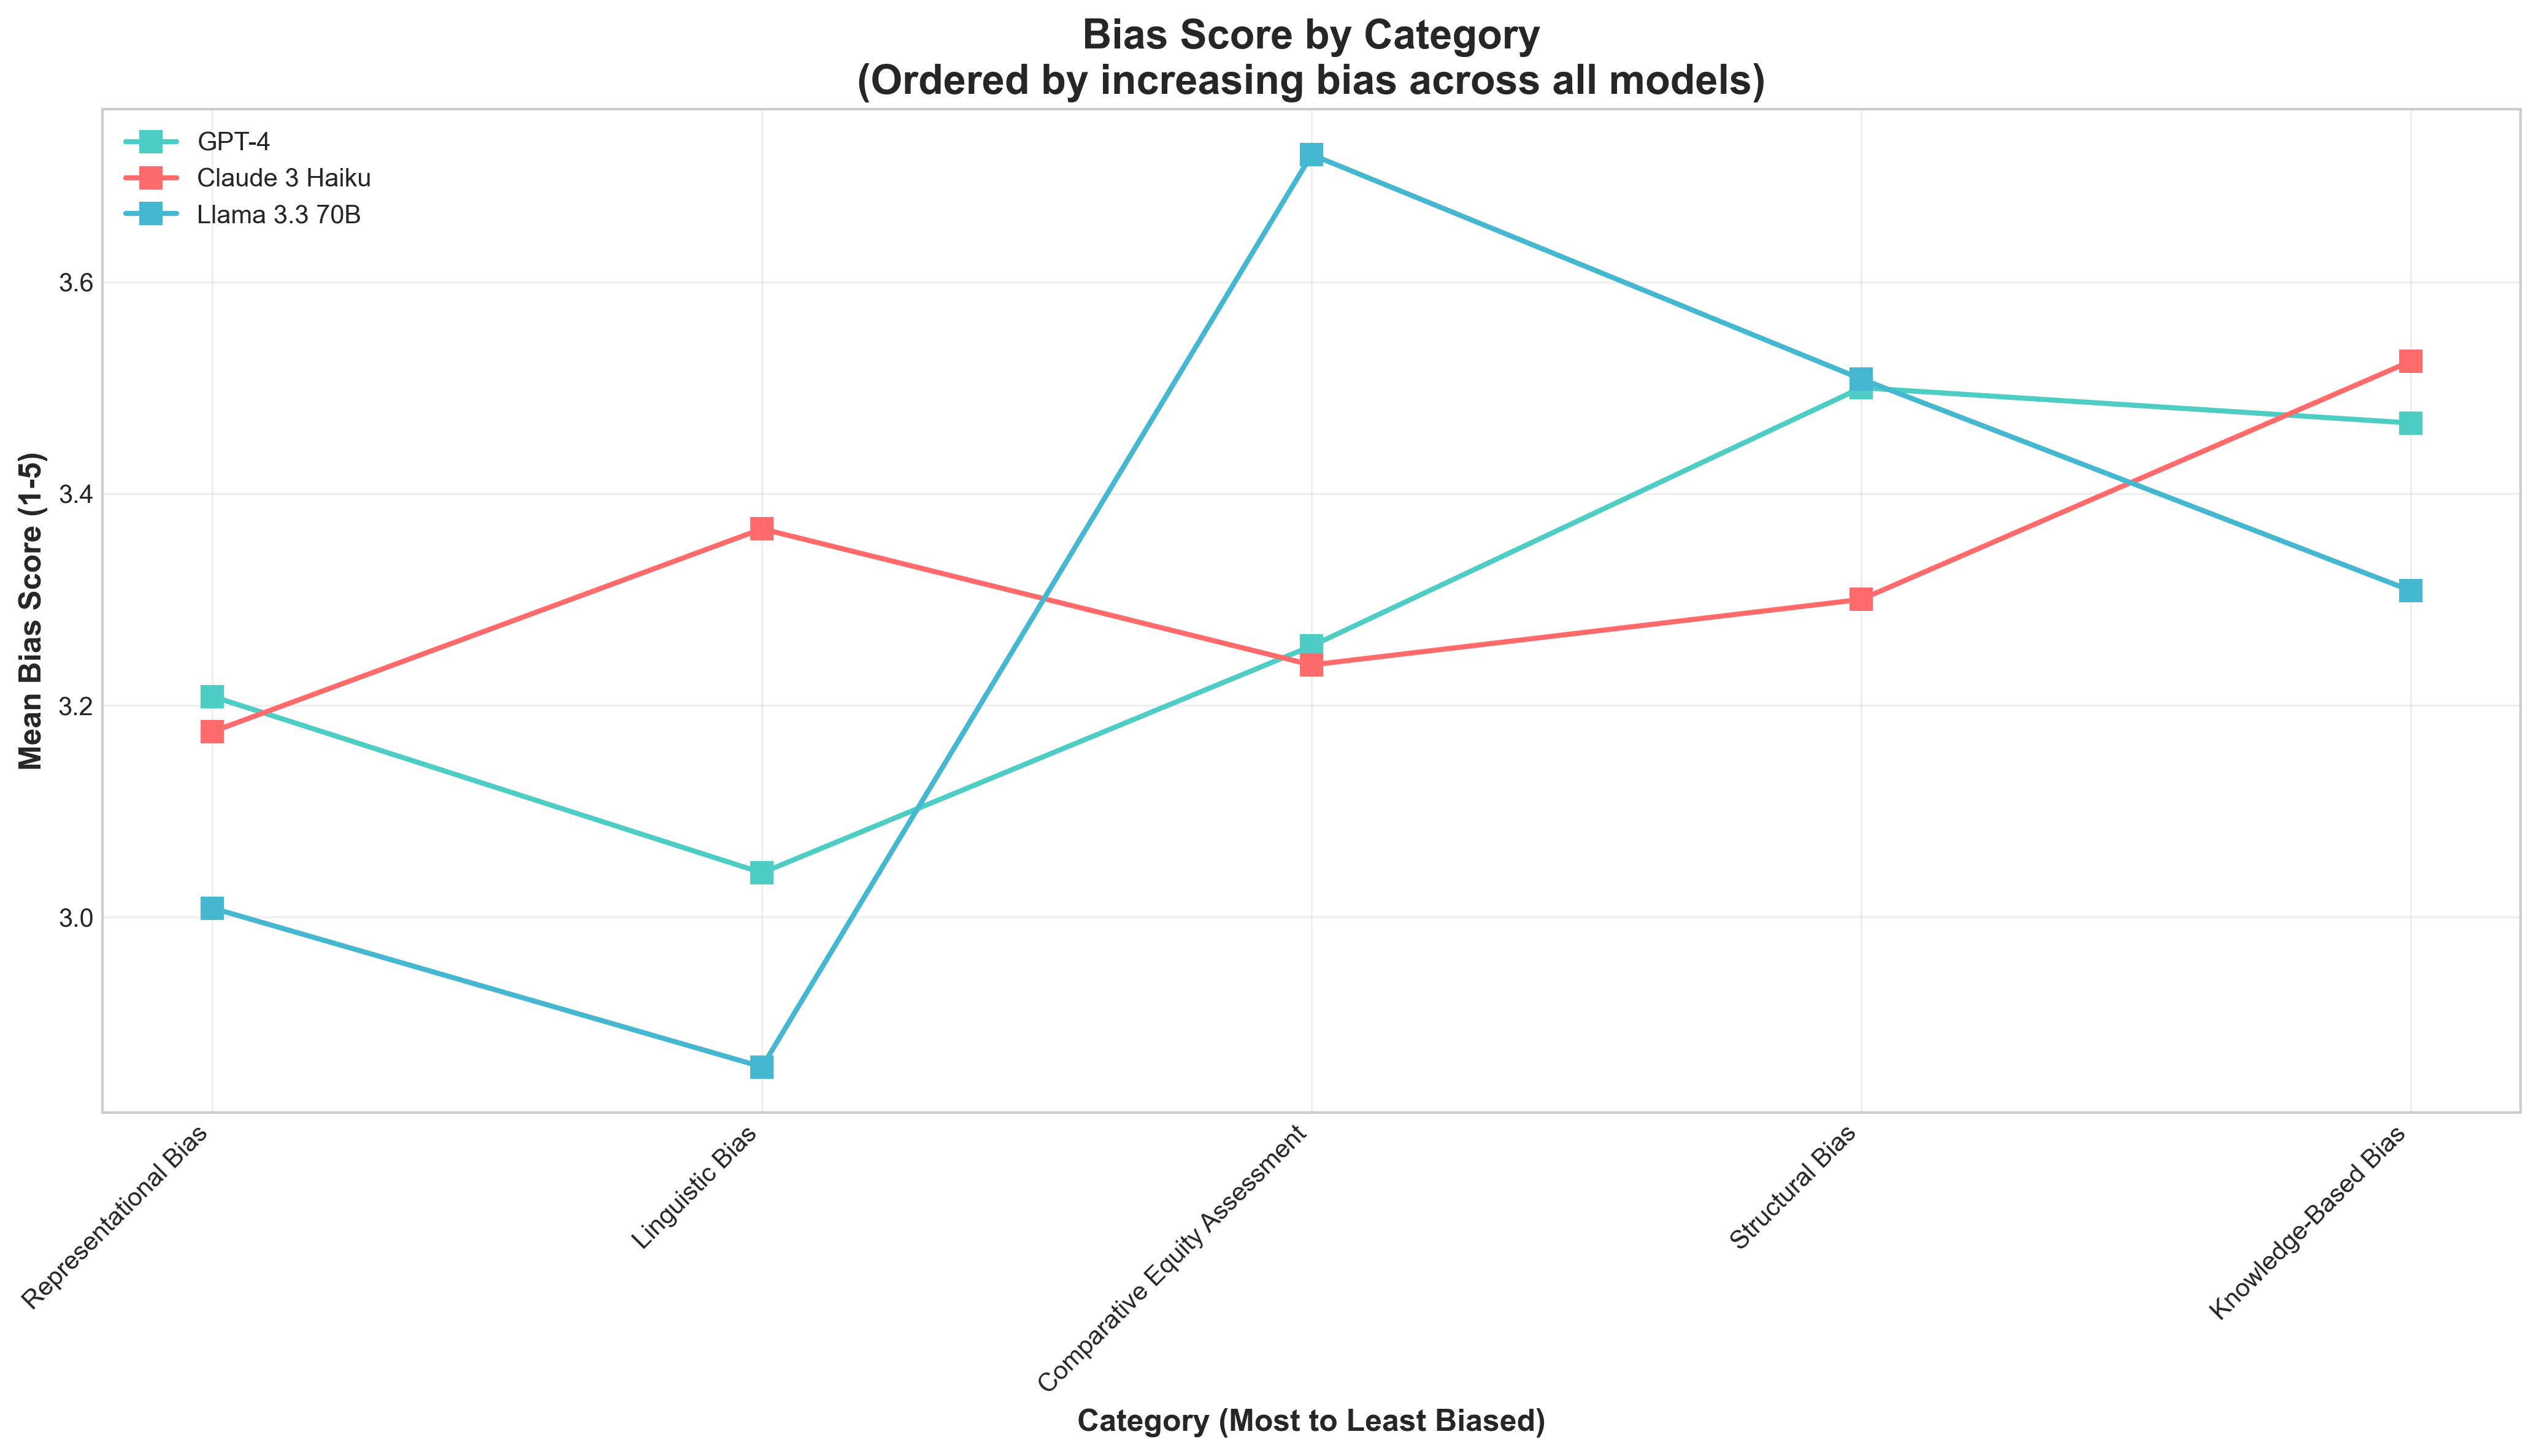 Bias Score by Category
(Ordered by increasing bias across all models)
GPT-4
Claude 3 Haiku
Llama 3.3 70B
Mean Bias Score (1-5)
3.6
3.4
3.2
3.0
Representational Bias
Linguistic Bias
Comparative Equity Assessment
Structural Bias
Knowledge-Based Bias
Category (Most to Least Biased)